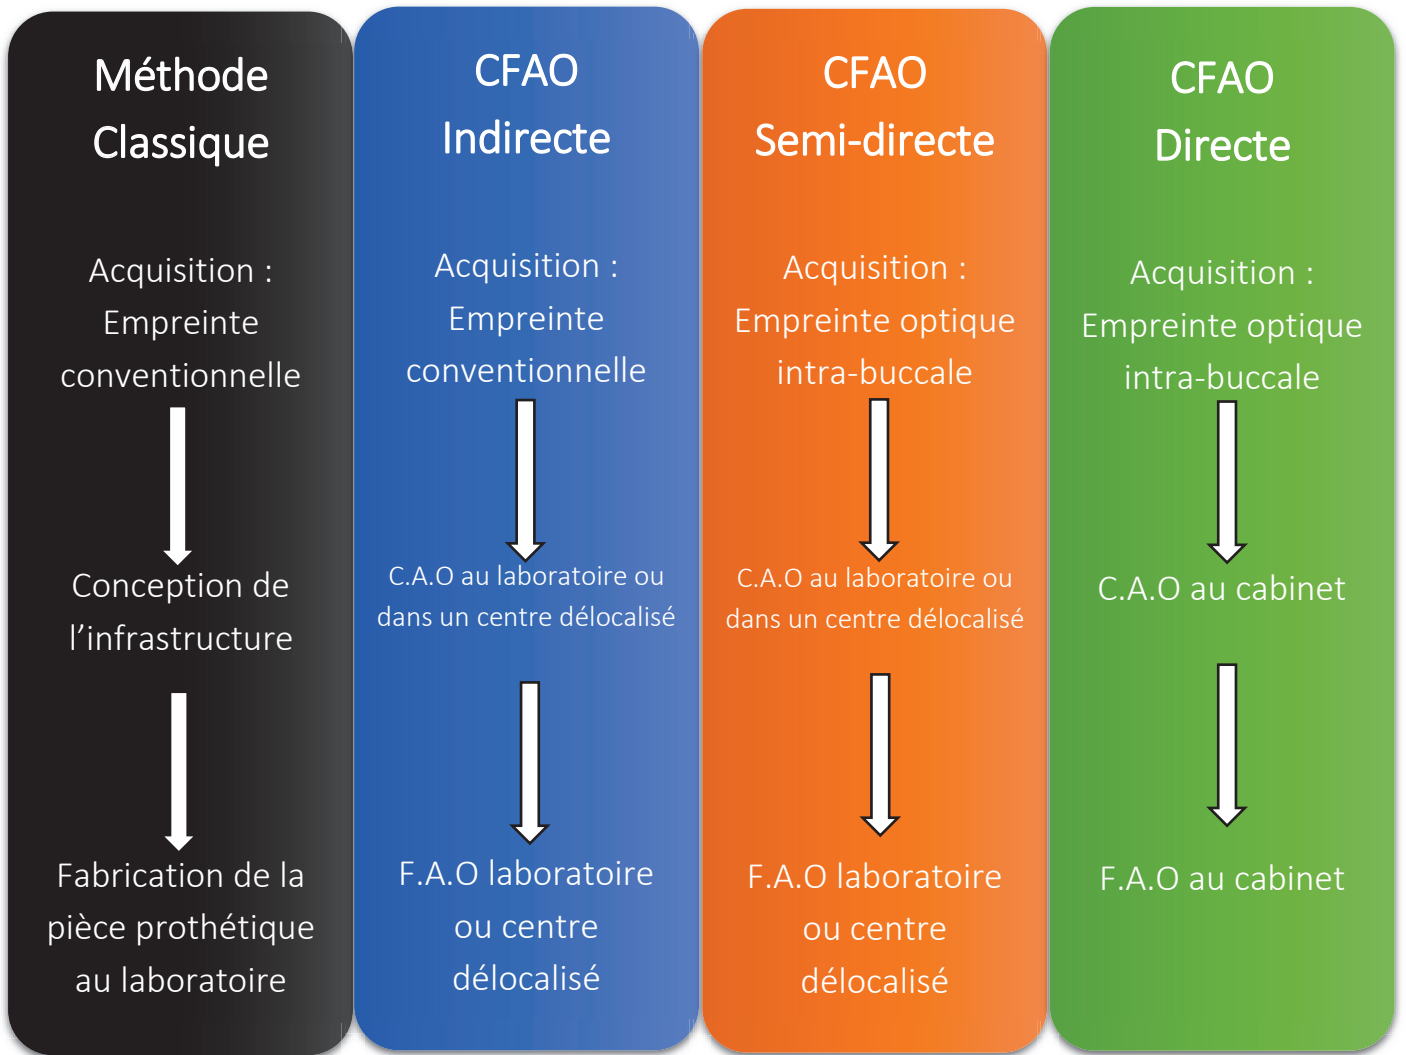 Méthode
Classique
Acquisition :
Empreinte
conventionnelle
Conception de
l’infrastructure
Fabrication de la
pièce prothétique
au laboratoire
CFAO
Indirecte
Acquisition :
Empreinte
conventionnelle
C.A.O au laboratoire ou
dans un centre délocalisé
F.A.O laboratoire
ou centre
délocalisé
CFAO
Semi-directe
Acquisition :
Empreinte optique
intra-buccale
C.A.O au laboratoire ou
dans un centre délocalisé
F.A.O laboratoire
ou centre
délocalisé
CFAO
Directe
Acquisition :
Empreinte optique
intra-buccale
C.A.O au cabinet
F.A.O au cabinet